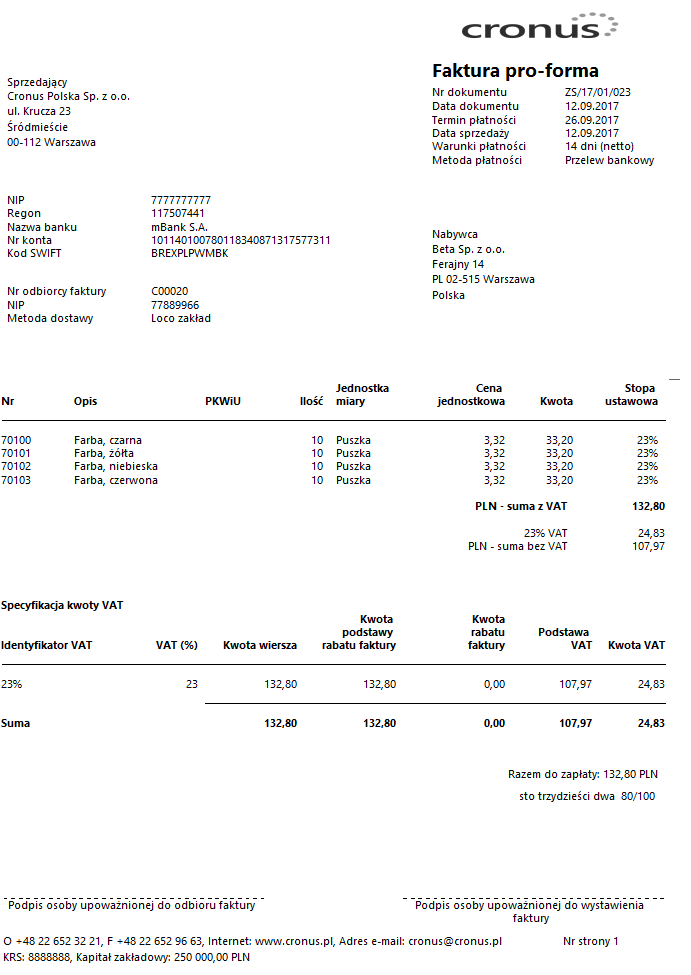 cronus
Faktura pro-forma
Sprzedający
Cronus Polska Sp. z o.o.
ul. Krucza 23
Śródmieście
00-112 Warszawa
Nr dokumentu ZS/17/01/023
Data dokumentu 12.09.2017
Termin płatności 26.09.2017
Data sprzedaży 12.09.2017
Warunki płatności 14 dni (netto)
Metoda płatności Przelew bankowy
NIP 7777777777
Regon 117507441
Nazwa banku mBank S.A.
Nr konta 10114010078011834087131757​7311
Kod SWIFT BREXPLPWMBK
Nabywca
Beta Sp. z o.o.
Ferajny 14
PL 02-515 Warszawa
Polska
Nr odbiorcy faktury C00020
NIP 77889966
Metoda dostawy Loco zakład
Nr Opis PKWiU Ilość Jednostka miary Cena jednostkowa Kwota Stopa ustawowa
70100 Farba, czarna 10 Puszka 3,32 33,20 23%
70101 Farba, żółta 10 Puszka 3,32 33,20 23%
70102 Farba, niebieska 10 Puszka 3,32 33,20 23%
70103 Farba, czerwona 10 Puszka 3,32 33,20 23%
PLN - suma z VAT 132,80
23% VAT 24,83
PLN - suma bez VAT 107,97
Specyfikacja kwoty VAT
Identyfikator VAT VAT (%) Kwota wiersza Kwota podstawy rabatu faktury Kwota rabatu faktury Podstawa VAT Kwota VAT
23% 23 132,80 132,80 0,00 107,97 24,83
Suma 132,80 132,80 0,00 107,97 24,83
Razem do zapłaty: 132,80 PLN
sto trzydzieści dwa 80/100
Podpis osoby upoważnionej do odbioru faktury
Podpis osoby upoważnionej do wystawienia
faktury
O +48 22 652 32 21, F +48 22 652 96 63, Internet: www.cronus.pl, Adres e-mail: cronus@cronus.pl Nr strony 1
KRS: 8888888, Kapitał zakładowy: 250 000,00 PLN